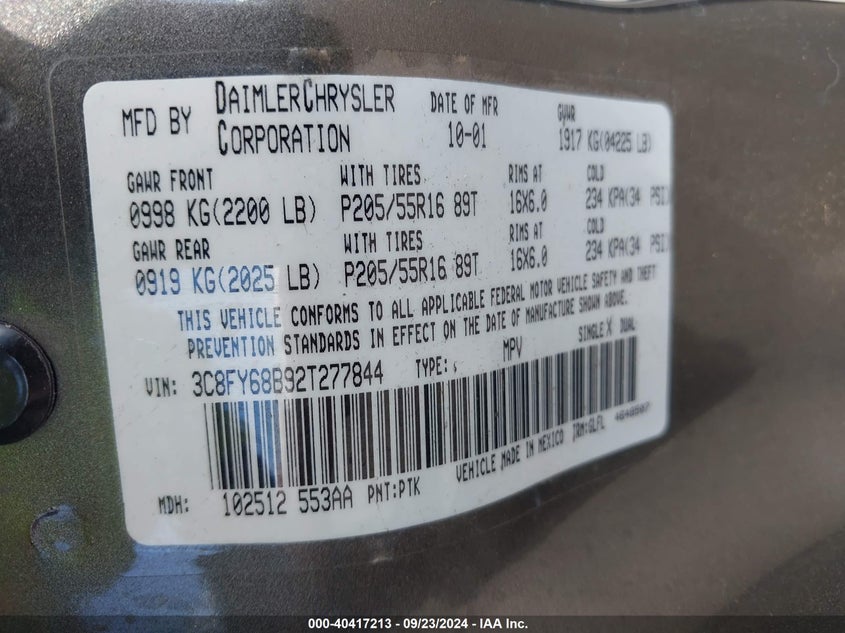 MFD BY DAIMLERCHRYSLER CORPORATION DATE OF MFR 10-01 GVWR 1917 KG(04225 LB)
GAWR FRONT WITH TIRES RIMS AT COLD
0998 KG(2200 LB) P205/55R16 89T 16X6.0 234 KPA(34 PSI)
GAWR REAR WITH TIRES RIMS AT COLD
0919 KG(2025 LB) P205/55R16 89T 16X6.0 234 KPA(34 PSI)
THIS VEHICLE CONFORMS TO ALL APPLICABLE FEDERAL MOTOR VEHICLE SAFETY AND THEFT
PREVENTION STANDARDS IN EFFECT ON THE DATE OF MANUFACTURE SHOWN ABOVE.
VIN: 3C8FY68B92T277844 TYPE: MPV SINGLE X DUAL
MDH: 102512 553AA PNT:PTK VEHICLE MADE IN MEXICO TRM:GLFL 4648507
000-40417213 - 09/23/2024 - IAA Inc.